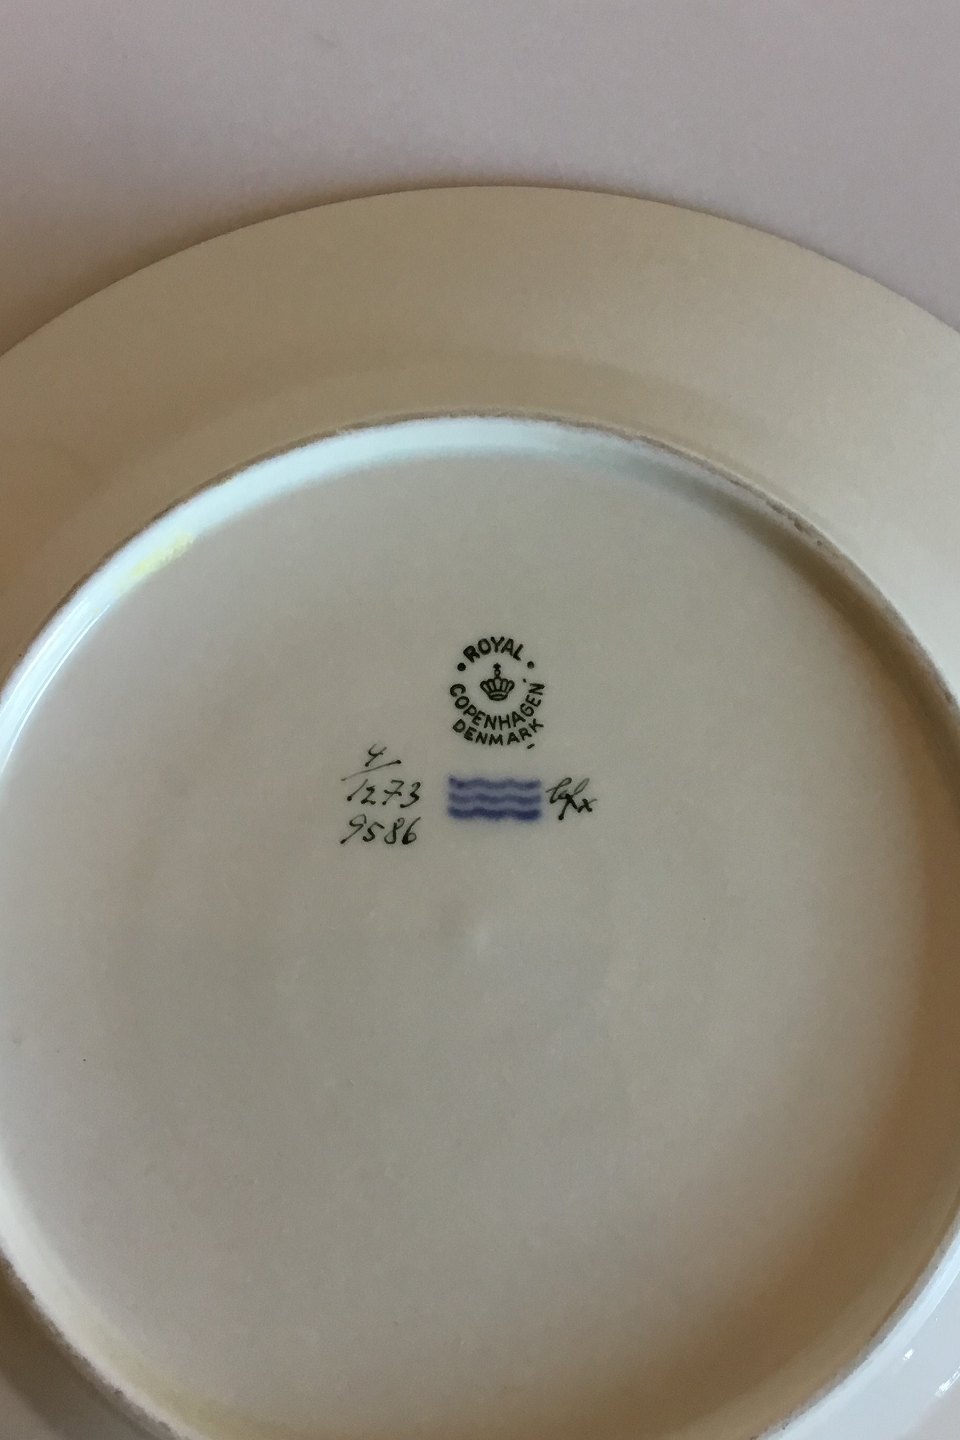 ROYAL
COPENHAGEN
DENMARK
4/
1273
9586